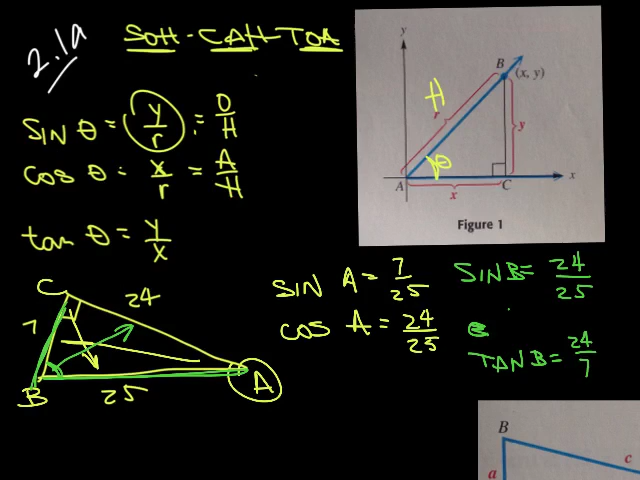 2.1a
SOH-CAH-TOA
sin θ = y/r = O/H
cos θ = x/r = A/H
tan θ = y/x
y
B
(x, y)
H
r
y
θ
A
x
C
x
Figure 1
sin A = 7/25
cos A = 24/25
SIN B = 24/25
TAN B = 24/7
C
24
7
B
25
A
B
c
a